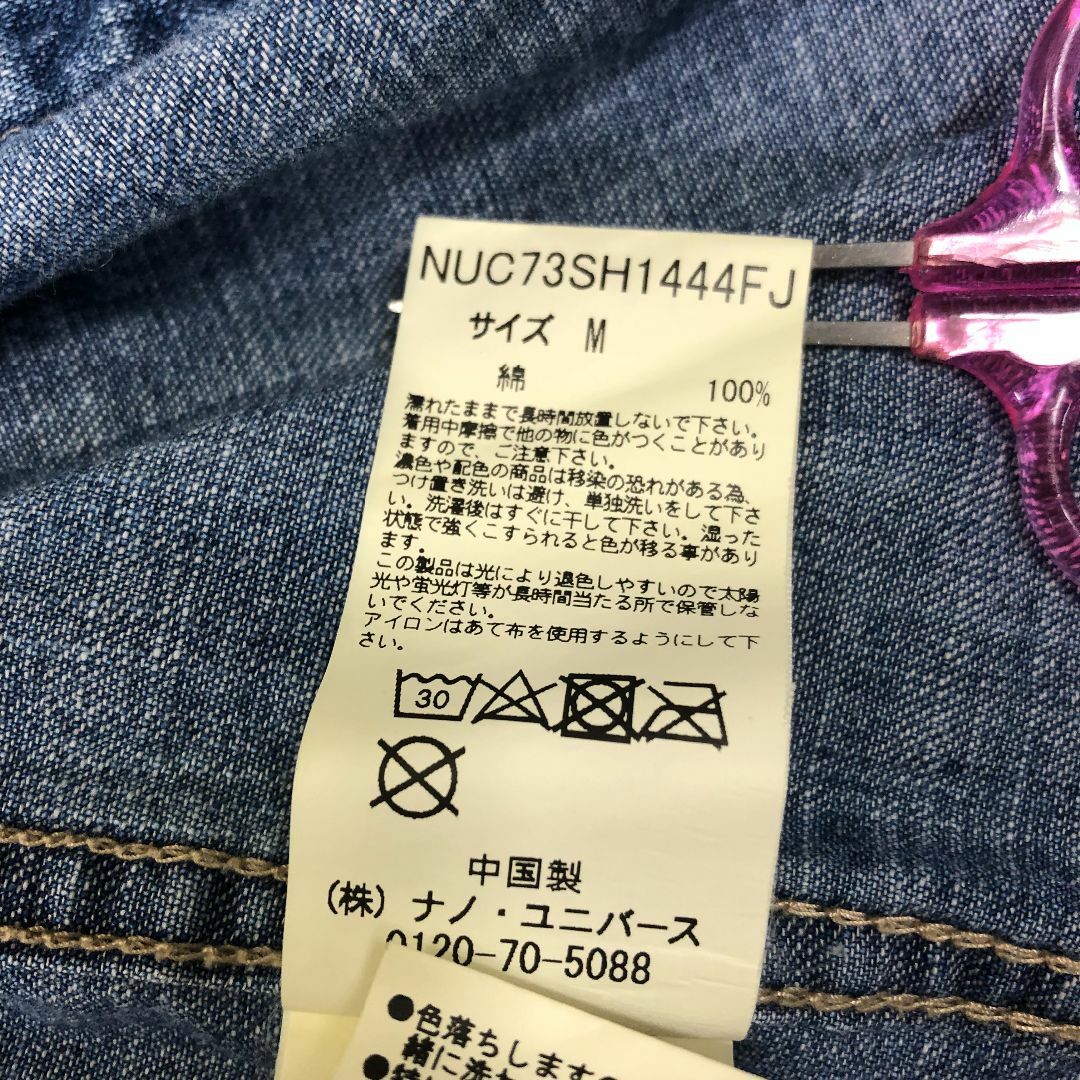 NUC73SH1444FJ
サイズ M
綿 100%
濡れたままで長時間放置しないで下さい。
着用中摩擦で他の物に色がつくことがあり
ますので、ご注意下さい。
濃色や配色の商品は移染の恐れがある為、
つけ置き洗いは避け、単独洗いをして下さ
い。洗濯後はすぐに干して下さい。湿った
状態で強くこすられると色が移る事があり
ます。
この製品は光により退色しやすいので太陽
光や蛍光灯等が長時間当たる所で保管しな
いでください。
アイロンはあて布を使用するようにして下
さい。
30
中国製
(株) ナノ・ユニバース
0120-70-5088
●色落ちします
緒に洗